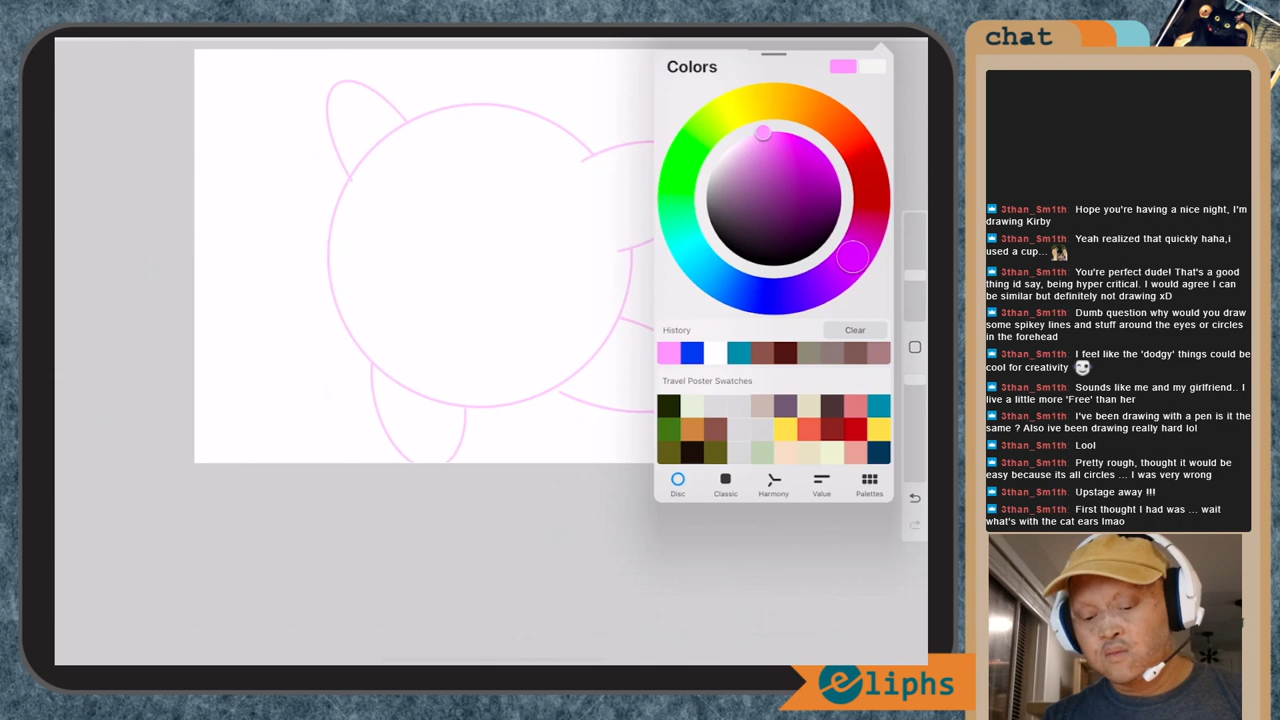 Colors
History
Clear
Travel Poster Swatches
Disc
Classic
Harmony
Value
Palettes
eliphs
chat
3than_Sm1th: Hope you're having a nice night, I'm
drawing Kirby
3than_Sm1th: Yeah realized that quickly haha,i
used a cup...
3than_Sm1th: You're perfect dude! That's a good
thing id say, being hyper critical. I would agree I can
be similar but definitely not drawing xD
3than_Sm1th: Dumb question why would you draw
some spikey lines and stuff around the eyes or circles
in the forehead
3than_Sm1th: I feel like the 'dodgy' things could be
cool for creativity
3than_Sm1th: Sounds like me and my girlfriend.. I
live a little more 'Free' than her
3than_Sm1th: I've been drawing with a pen is it the
same ? Also ive been drawing really hard lol
3than_Sm1th: Lool
3than_Sm1th: Pretty rough, thought it would be
easy because its all circles ... I was very wrong
3than_Sm1th: Upstage away !!!
3than_Sm1th: First thought I had was ... wait
what's with the cat ears lmao